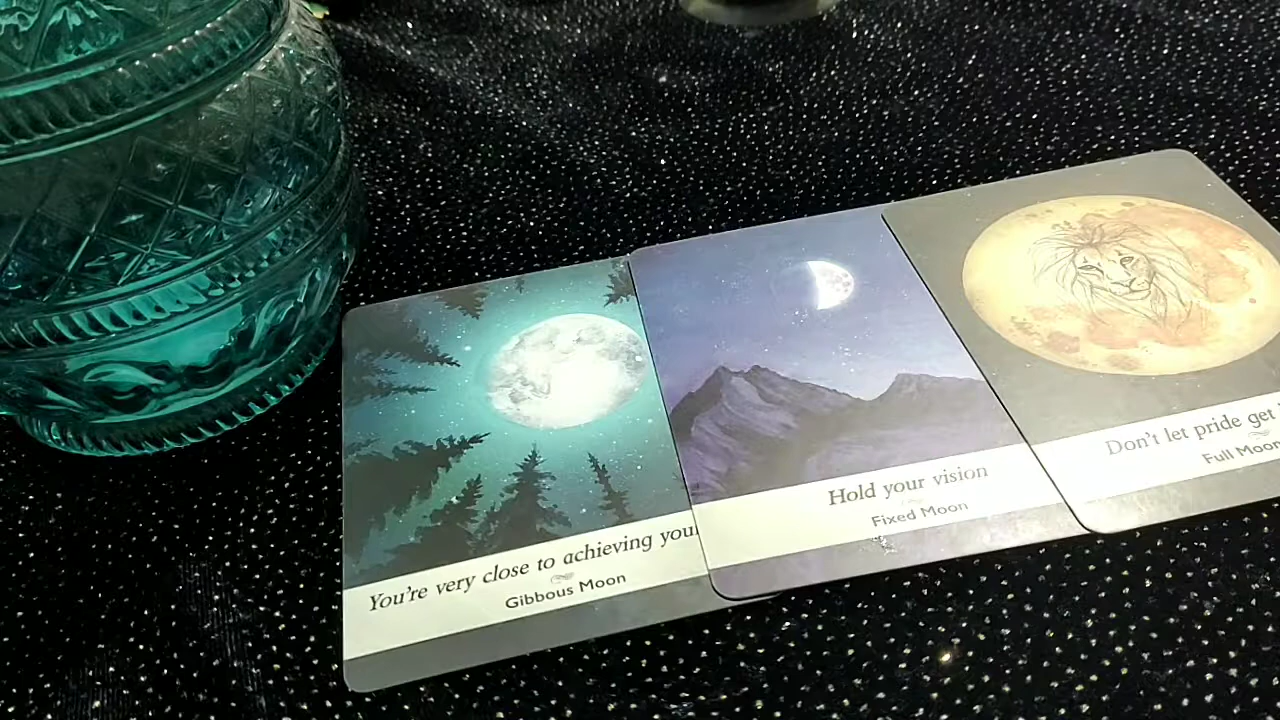 You're very close to achieving your
Gibbous Moon
Hold your vision
Fixed Moon
Don't let pride get
Full Moon